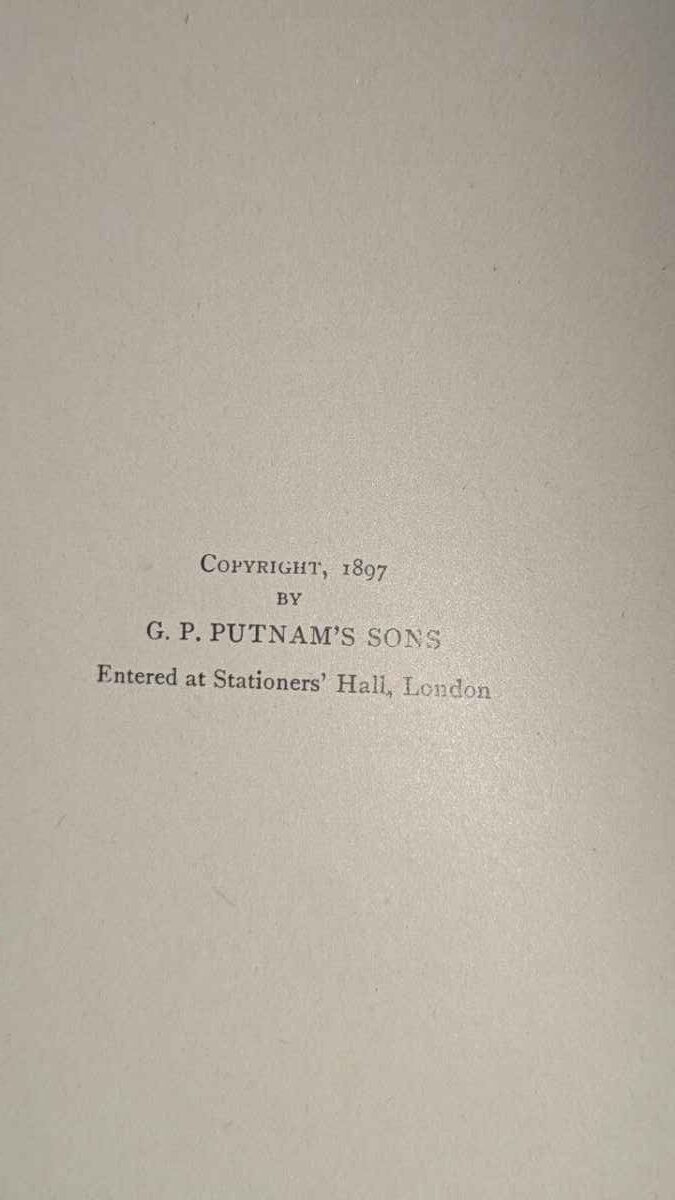 Copyright, 1897
BY
G. P. PUTNAM'S SONS
Entered at Stationers' Hall, London